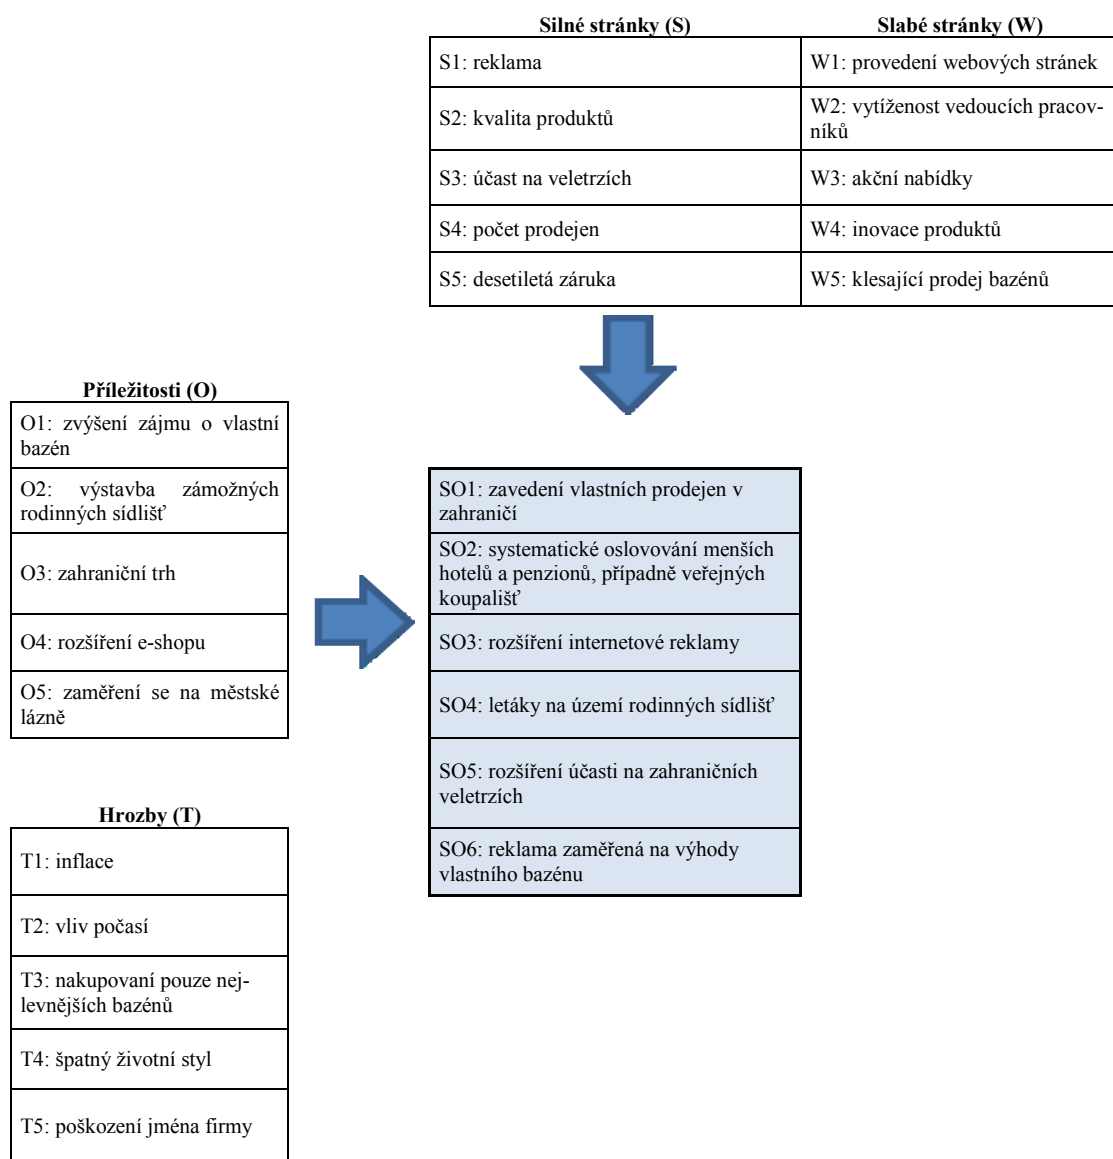 Silné stránky (S)
Slabé stránky (W)
S1: reklama
W1: provedení webových stránek
S2: kvalita produktů
W2: vytíženost vedoucích pracov-
níků
S3: účast na veletrzích
W3: akční nabídky
S4: počet prodejen
W4: inovace produktů
S5: desetiletá záruka
W5: klesající prodej bazénů
Příležitosti (O)
O1: zvýšení zájmu o vlastní
bazén
O2: výstavba zámožných
rodinných sídlišť
O3: zahraniční trh
O4: rozšíření e-shopu
O5: zaměření se na městské
lázně
SO1: zavedení vlastních prodejen v
zahraničí
SO2: systematické oslovování menších
hotelů a penzionů, případně veřejných
koupališť
SO3: rozšíření internetové reklamy
SO4: letáky na území rodinných sídlišť
SO5: rozšíření účasti na zahraničních
veletrzích
SO6: reklama zaměřená na výhody
vlastního bazénu
Hrozby (T)
T1: inflace
T2: vliv počasí
T3: nakupovaní pouze nej-
levnějších bazénů
T4: špatný životní styl
T5: poškození jména firmy